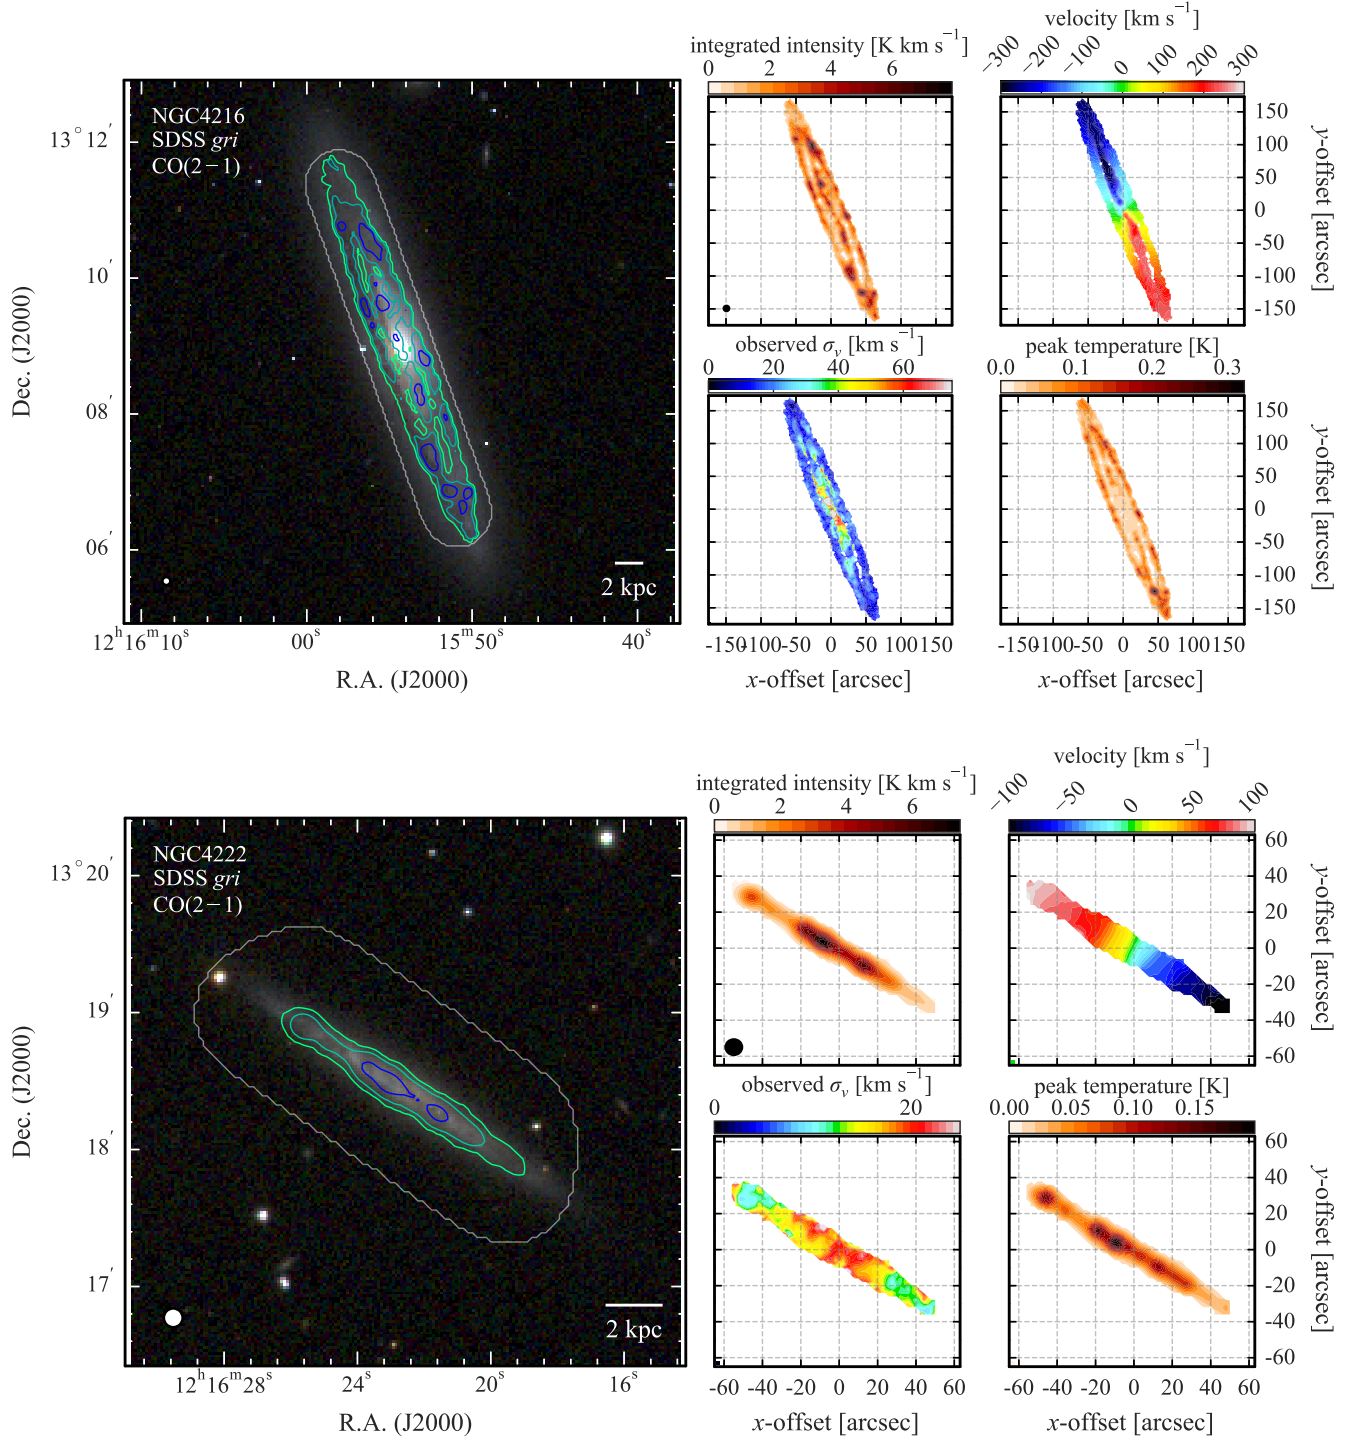 NGC4216
SDSS gri
CO(2−1)
13° 12′
10′
08′
06′
Dec. (J2000)
2 kpc
12ʰ16ᵐ10ˢ 00ˢ 15ᵐ50ˢ 40ˢ
R.A. (J2000)
integrated intensity [K km s⁻¹]
0 2 4 6
velocity [km s⁻¹]
−300 −200 −100 0 100 200 300
150
100
50
0
-50
-100
-150
y-offset [arcsec]
observed σᵥ [km s⁻¹]
0 20 40 60
peak temperature [K]
0.0 0.1 0.2 0.3
150
100
50
0
-50
-100
-150
y-offset [arcsec]
-150 -100 -50 0 50 100 150
x-offset [arcsec]
-150 -100 -50 0 50 100 150
x-offset [arcsec]
NGC4222
SDSS gri
CO(2−1)
13° 20′
19′
18′
17′
Dec. (J2000)
2 kpc
12ʰ16ᵐ28ˢ 24ˢ 20ˢ 16ˢ
R.A. (J2000)
integrated intensity [K km s⁻¹]
0 2 4 6
velocity [km s⁻¹]
−100 −50 0 50 100
60
40
20
0
-20
-40
-60
y-offset [arcsec]
observed σᵥ [km s⁻¹]
0 20
peak temperature [K]
0.00 0.05 0.10 0.15
60
40
20
0
-20
-40
-60
y-offset [arcsec]
-60 -40 -20 0 20 40 60
x-offset [arcsec]
-60 -40 -20 0 20 40 60
x-offset [arcsec]